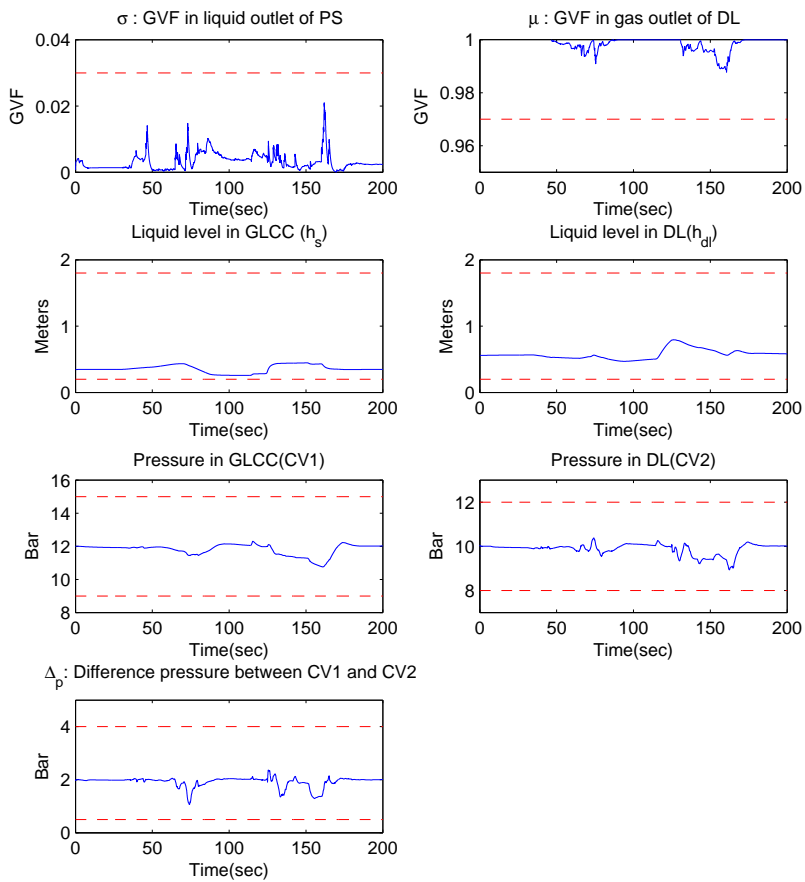 σ : GVF in liquid outlet of PS
0.04
0.02
0
GVF
0 50 100 150 200
Time(sec)
μ : GVF in gas outlet of DL
1
0.98
0.96
GVF
0 50 100 150 200
Time(sec)
Liquid level in GLCC (h_s)
2
1
0
Meters
0 50 100 150 200
Time(sec)
Liquid level in DL(h_dl)
2
1
0
Meters
0 50 100 150 200
Time(sec)
Pressure in GLCC(CV1)
16
14
12
10
8
Bar
0 50 100 150 200
Time(sec)
Pressure in DL(CV2)
12
10
8
Bar
0 50 100 150 200
Time(sec)
Δ_p: Difference pressure between CV1 and CV2
4
2
0
Bar
0 50 100 150 200
Time(sec)